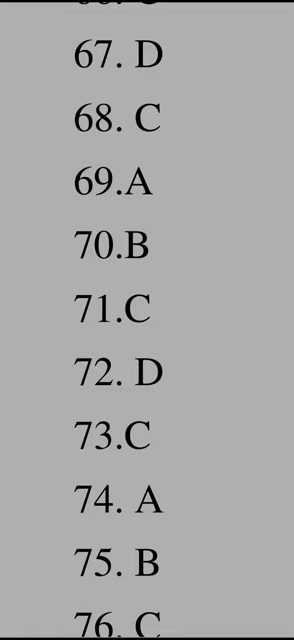 67. D
68. C
69.A
70.B
71.C
72. D
73.C
74. A
75. B
76. C